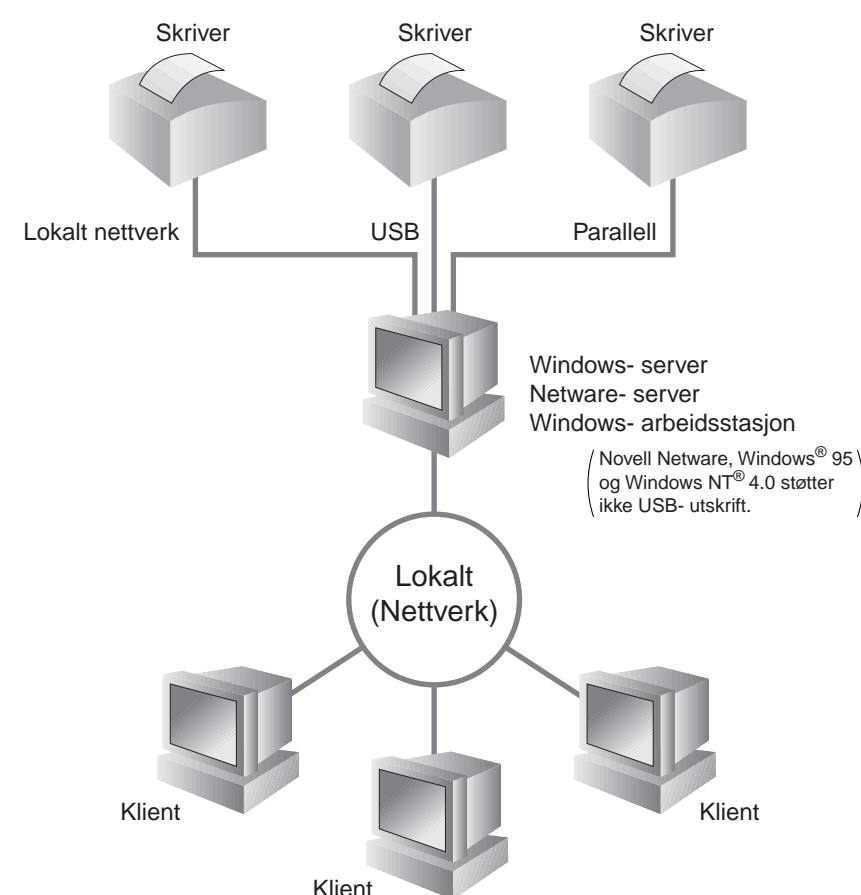 Skriver
Skriver
Skriver
Lokalt nettverk
USB
Parallell
Windows- server
Netware- server
Windows- arbeidsstasjon
Novell Netware, Windows® 95
og Windows NT® 4.0 støtter
ikke USB- utskrift.
Lokalt
(Nettverk)
Klient
Klient
Klient